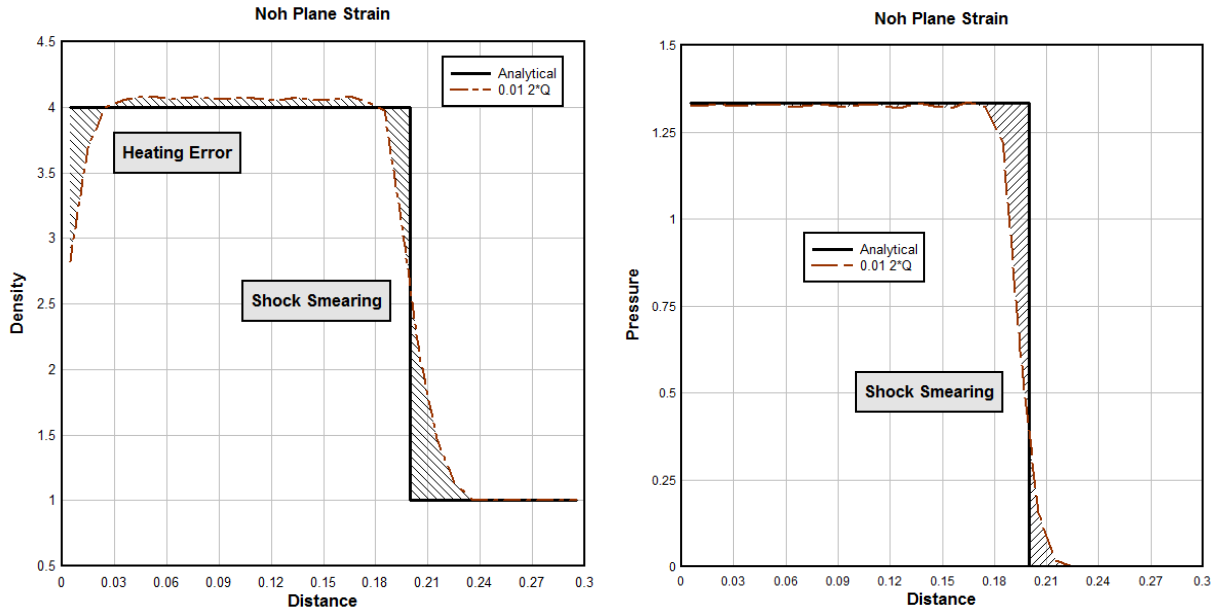 Noh Plane Strain
4.5
4
3.5
3
2.5
2
1.5
1
0.5
Density
Analytical
0.01 2*Q
Heating Error
Shock Smearing
0 0.03 0.06 0.09 0.12 0.15 0.18 0.21 0.24 0.27 0.3
Distance
Noh Plane Strain
1.5
1.25
1
0.75
0.5
0.25
0
Pressure
Analytical
0.01 2*Q
Shock Smearing
0 0.03 0.06 0.09 0.12 0.15 0.18 0.21 0.24 0.27 0.3
Distance